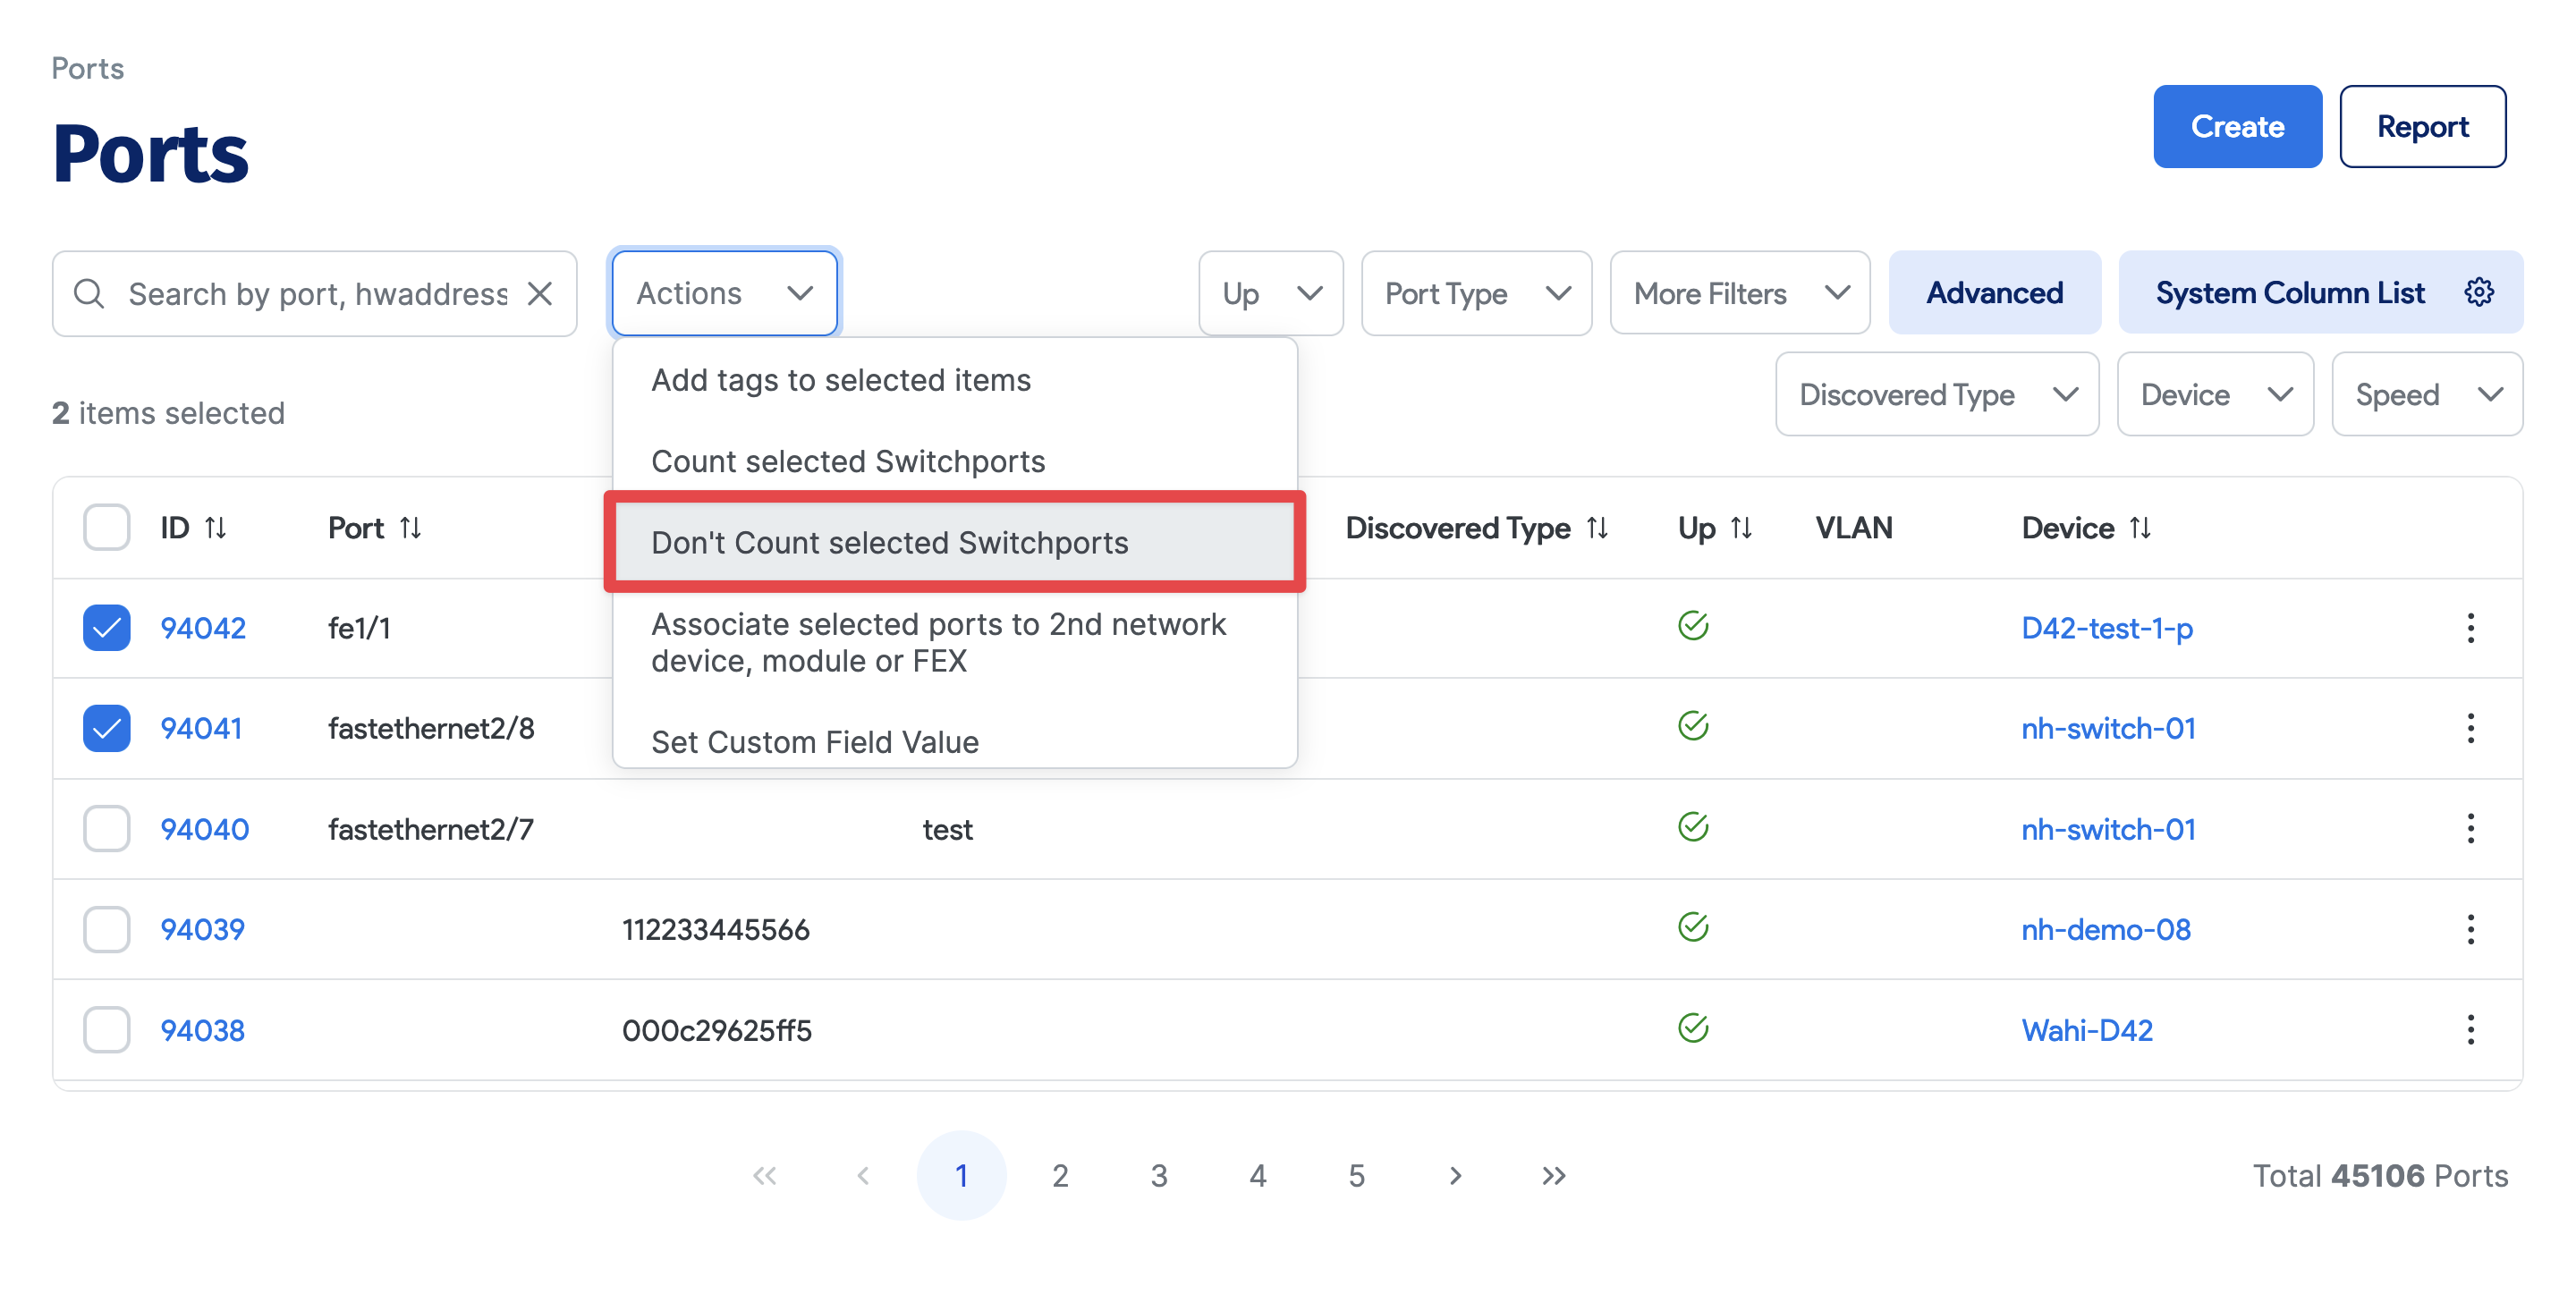 Ports
Ports
Create
Report
Search by port, hwaddress
Actions
Up
Port Type
More Filters
Advanced
System Column List
Discovered Type
Device
Speed
2 items selected
Add tags to selected items
Count selected Switchports
Don't Count selected Switchports
Associate selected ports to 2nd network
device, module or FEX
Set Custom Field Value
ID Port Discovered Type Up VLAN Device
94042 fe1/1 D42-test-1-p
94041 fastethernet2/8 nh-switch-01
94040 fastethernet2/7 test nh-switch-01
94039 112233445566 nh-demo-08
94038 000c29625ff5 Wahi-D42
« ‹ 1 2 3 4 5 › »
Total 45106 Ports